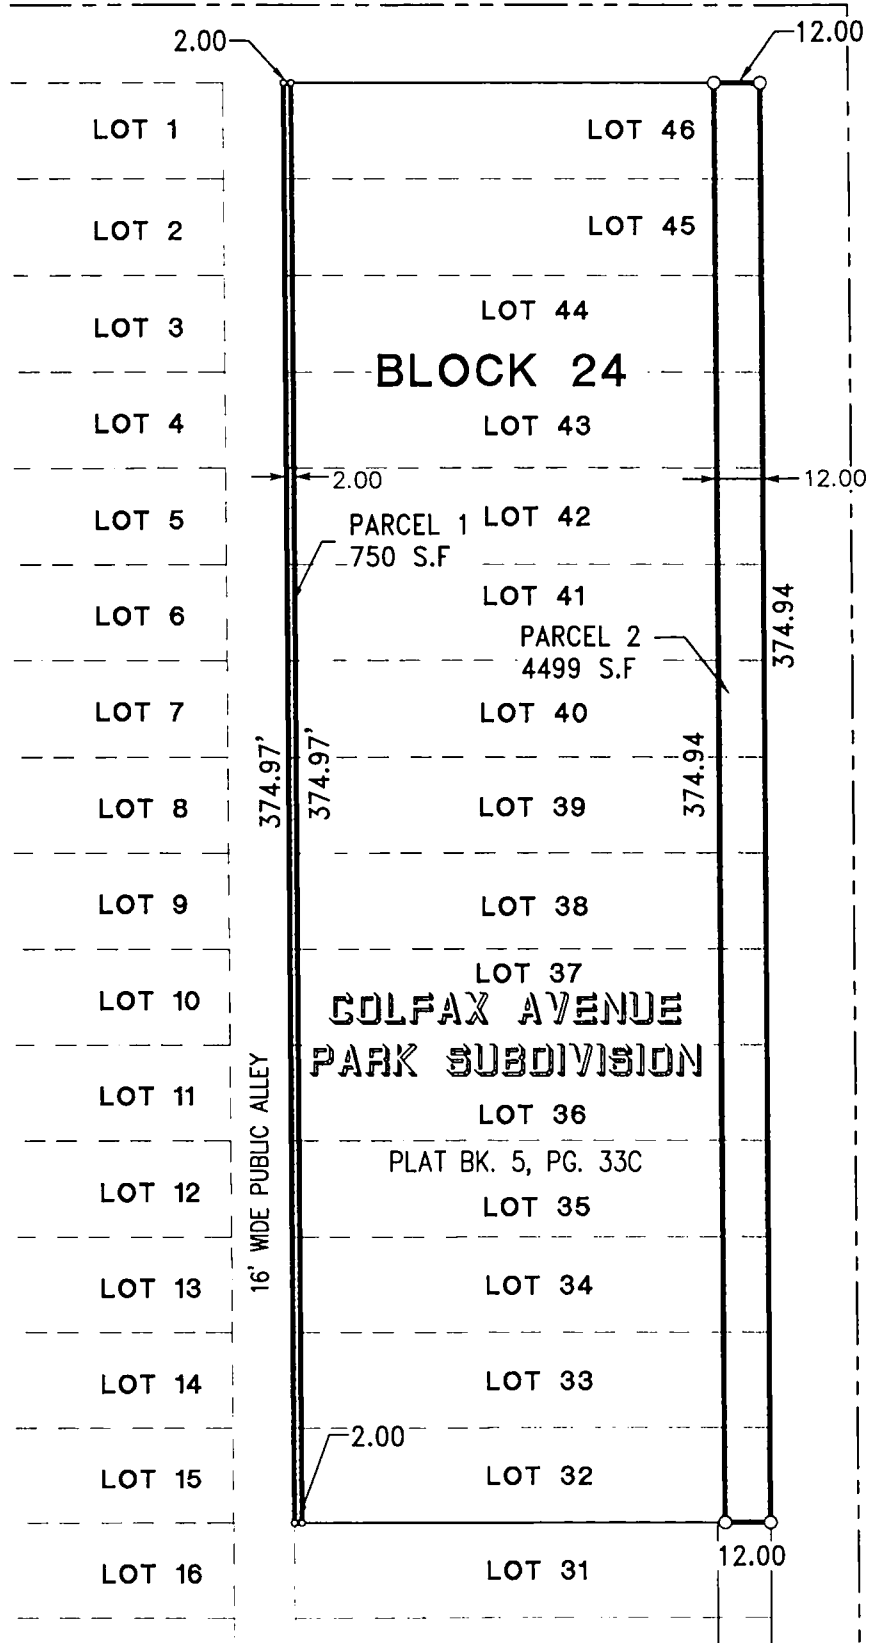 2.00
12.00
LOT 1
LOT 46
LOT 2
LOT 45
LOT 3
LOT 44
BLOCK 24
LOT 4
LOT 43
2.00
12.00
LOT 5
PARCEL 1
750 S.F
LOT 42
LOT 6
LOT 41
PARCEL 2
4499 S.F
374.94
LOT 7
LOT 40
374.97'
374.97'
374.94
LOT 8
LOT 39
LOT 9
LOT 38
LOT 37
LOT 10
COLFAX AVENUE
PARK SUBDIVISION
LOT 11
LOT 36
16' WIDE PUBLIC ALLEY
PLAT BK. 5, PG. 33C
LOT 12
LOT 35
LOT 13
LOT 34
LOT 14
LOT 33
2.00
LOT 15
LOT 32
12.00
LOT 16
LOT 31